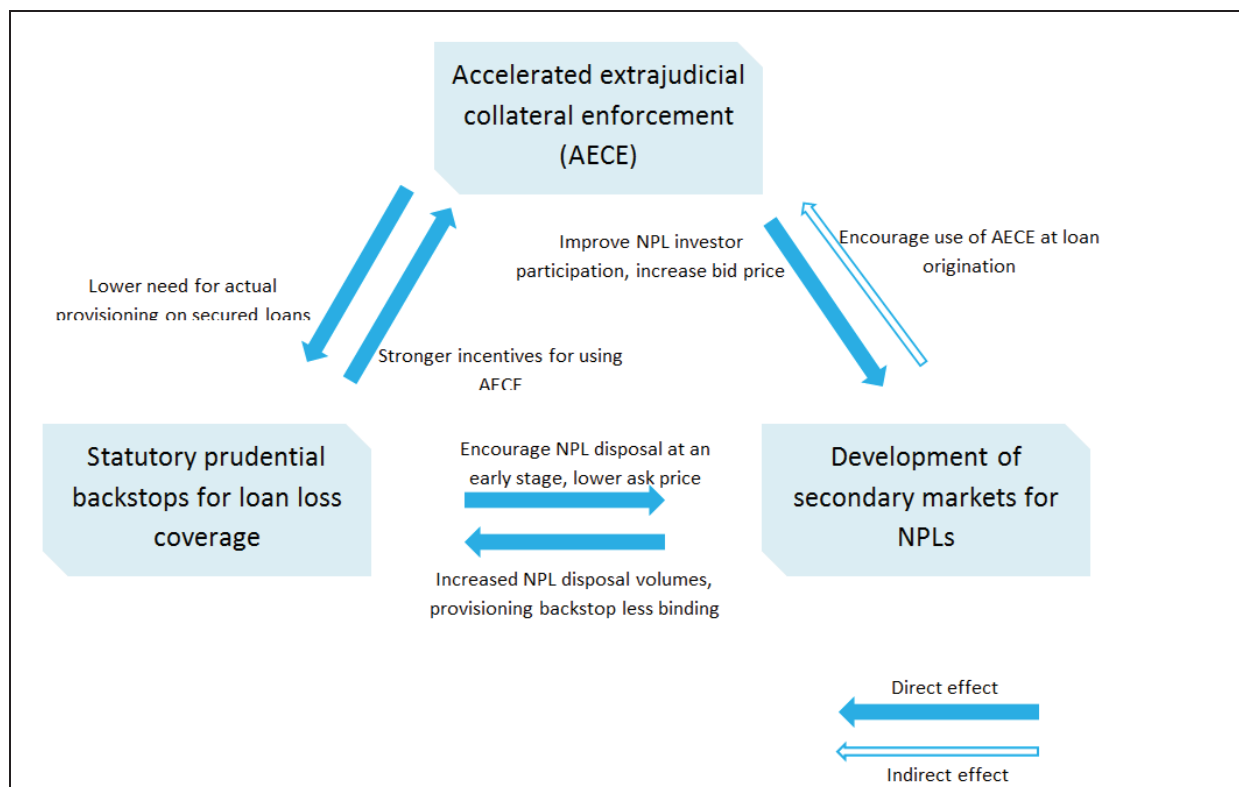 Accelerated extrajudicial
collateral enforcement
(AECE)
Improve NPL investor
participation, increase bid price
Encourage use of AECE at loan
origination
Lower need for actual
provisioning on secured loans
Stronger incentives for using
AECE
Statutory prudential
backstops for loan loss
coverage
Encourage NPL disposal at an
early stage, lower ask price
Increased NPL disposal volumes,
provisioning backstop less binding
Development of
secondary markets for
NPLs
Direct effect
Indirect effect